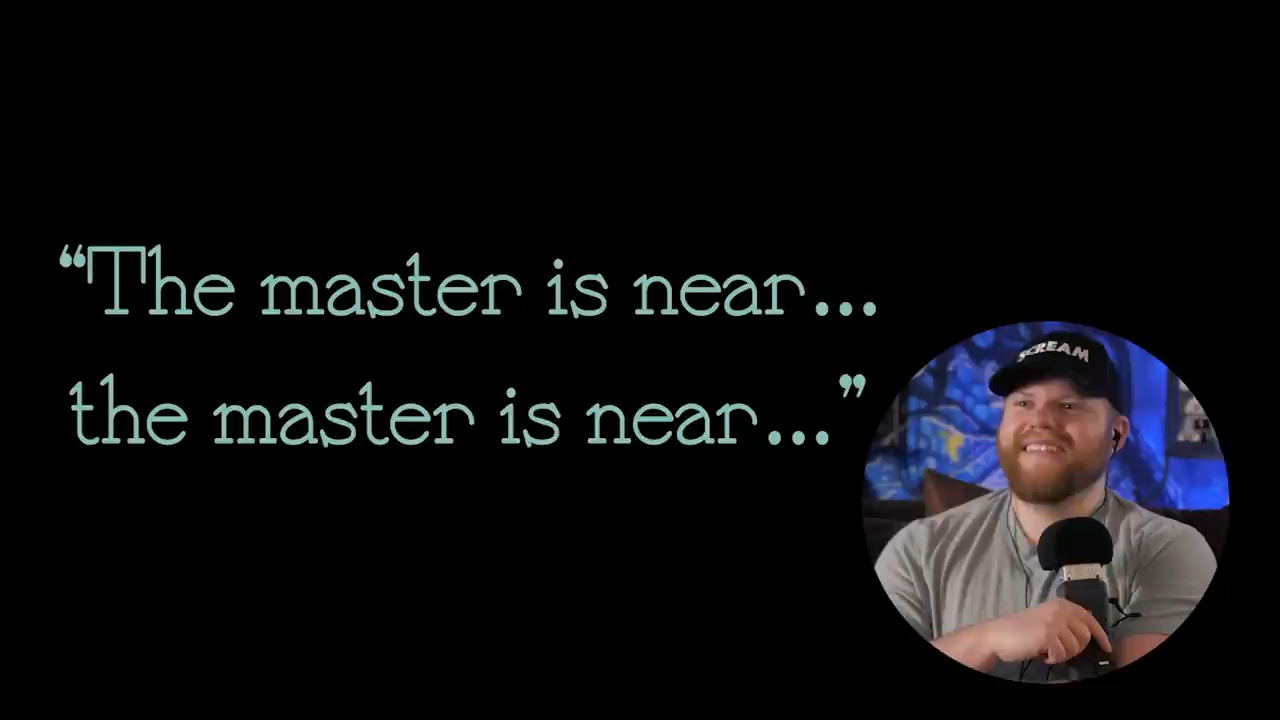 “The master is near...
the master is near...”
SCREAM